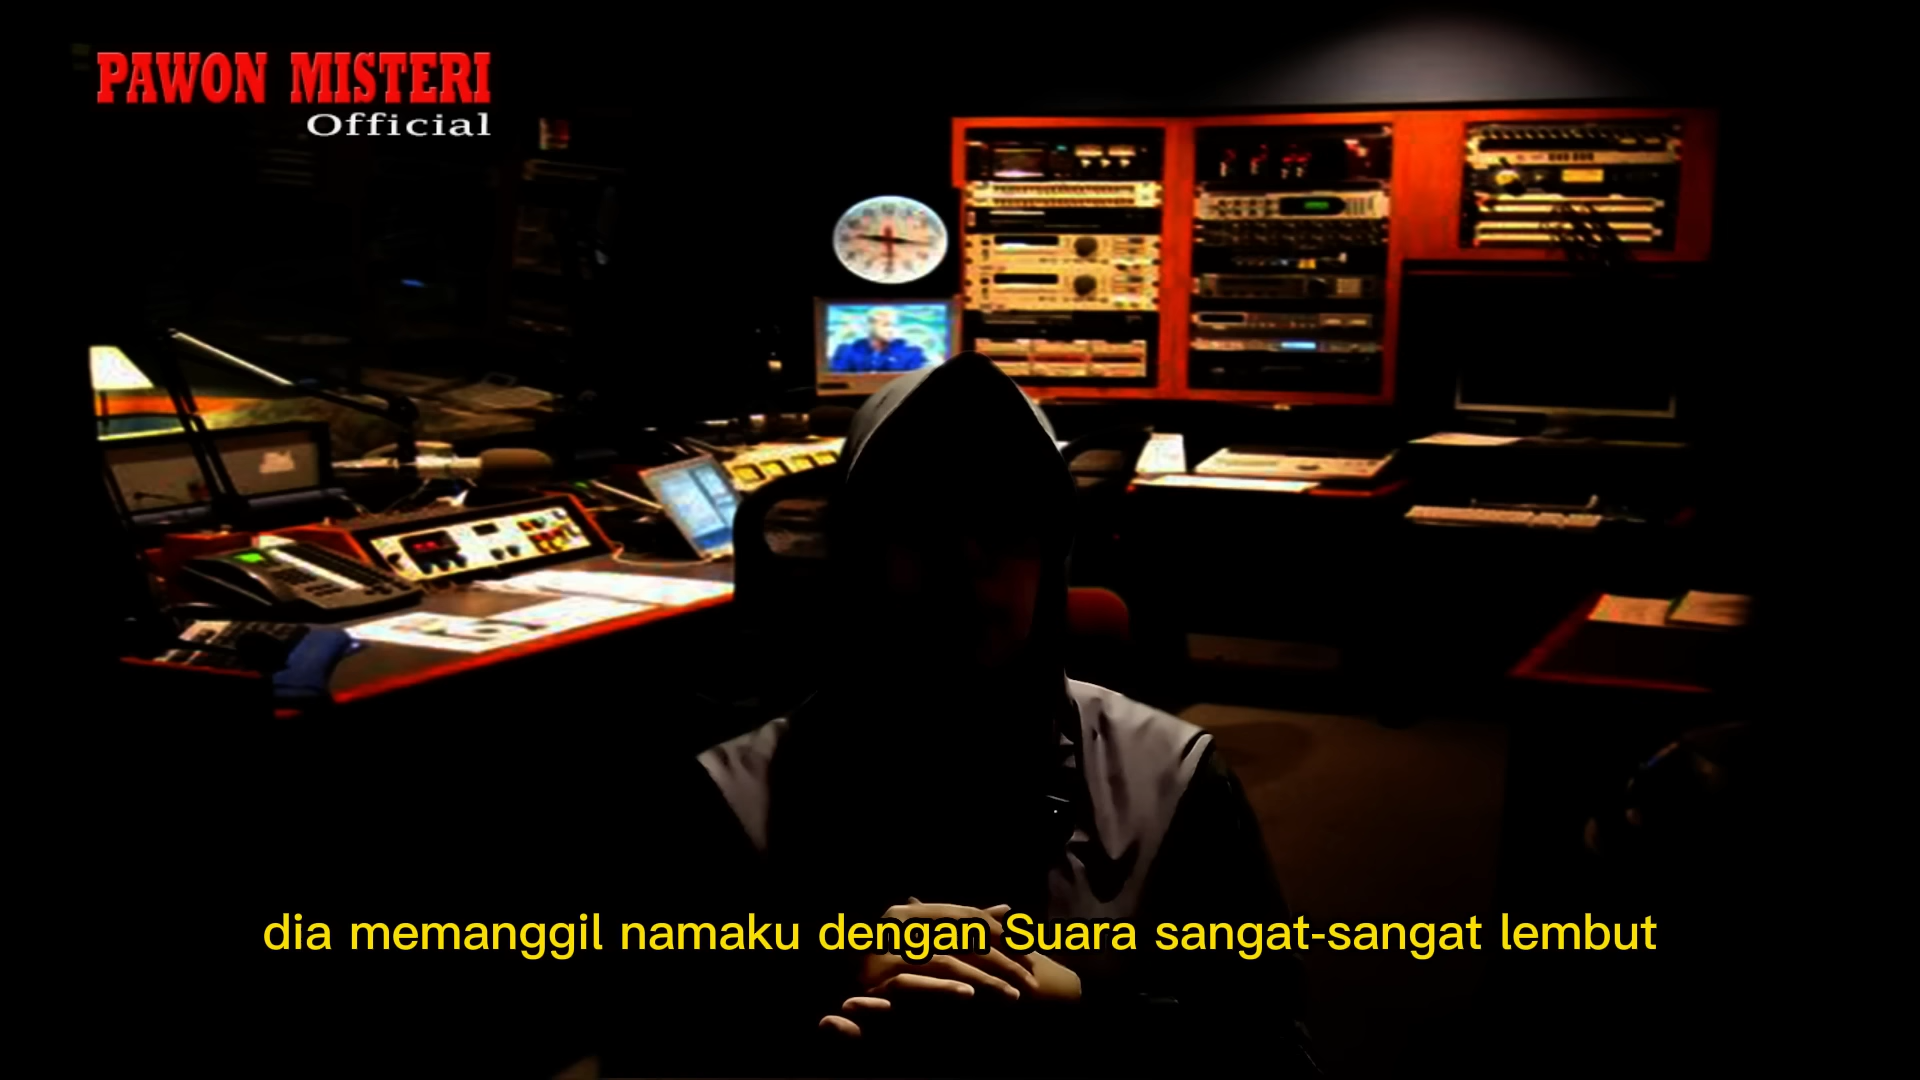 PAWON MISTERI
Official
dia memanggil namaku dengan Suara sangat-sangat lembut